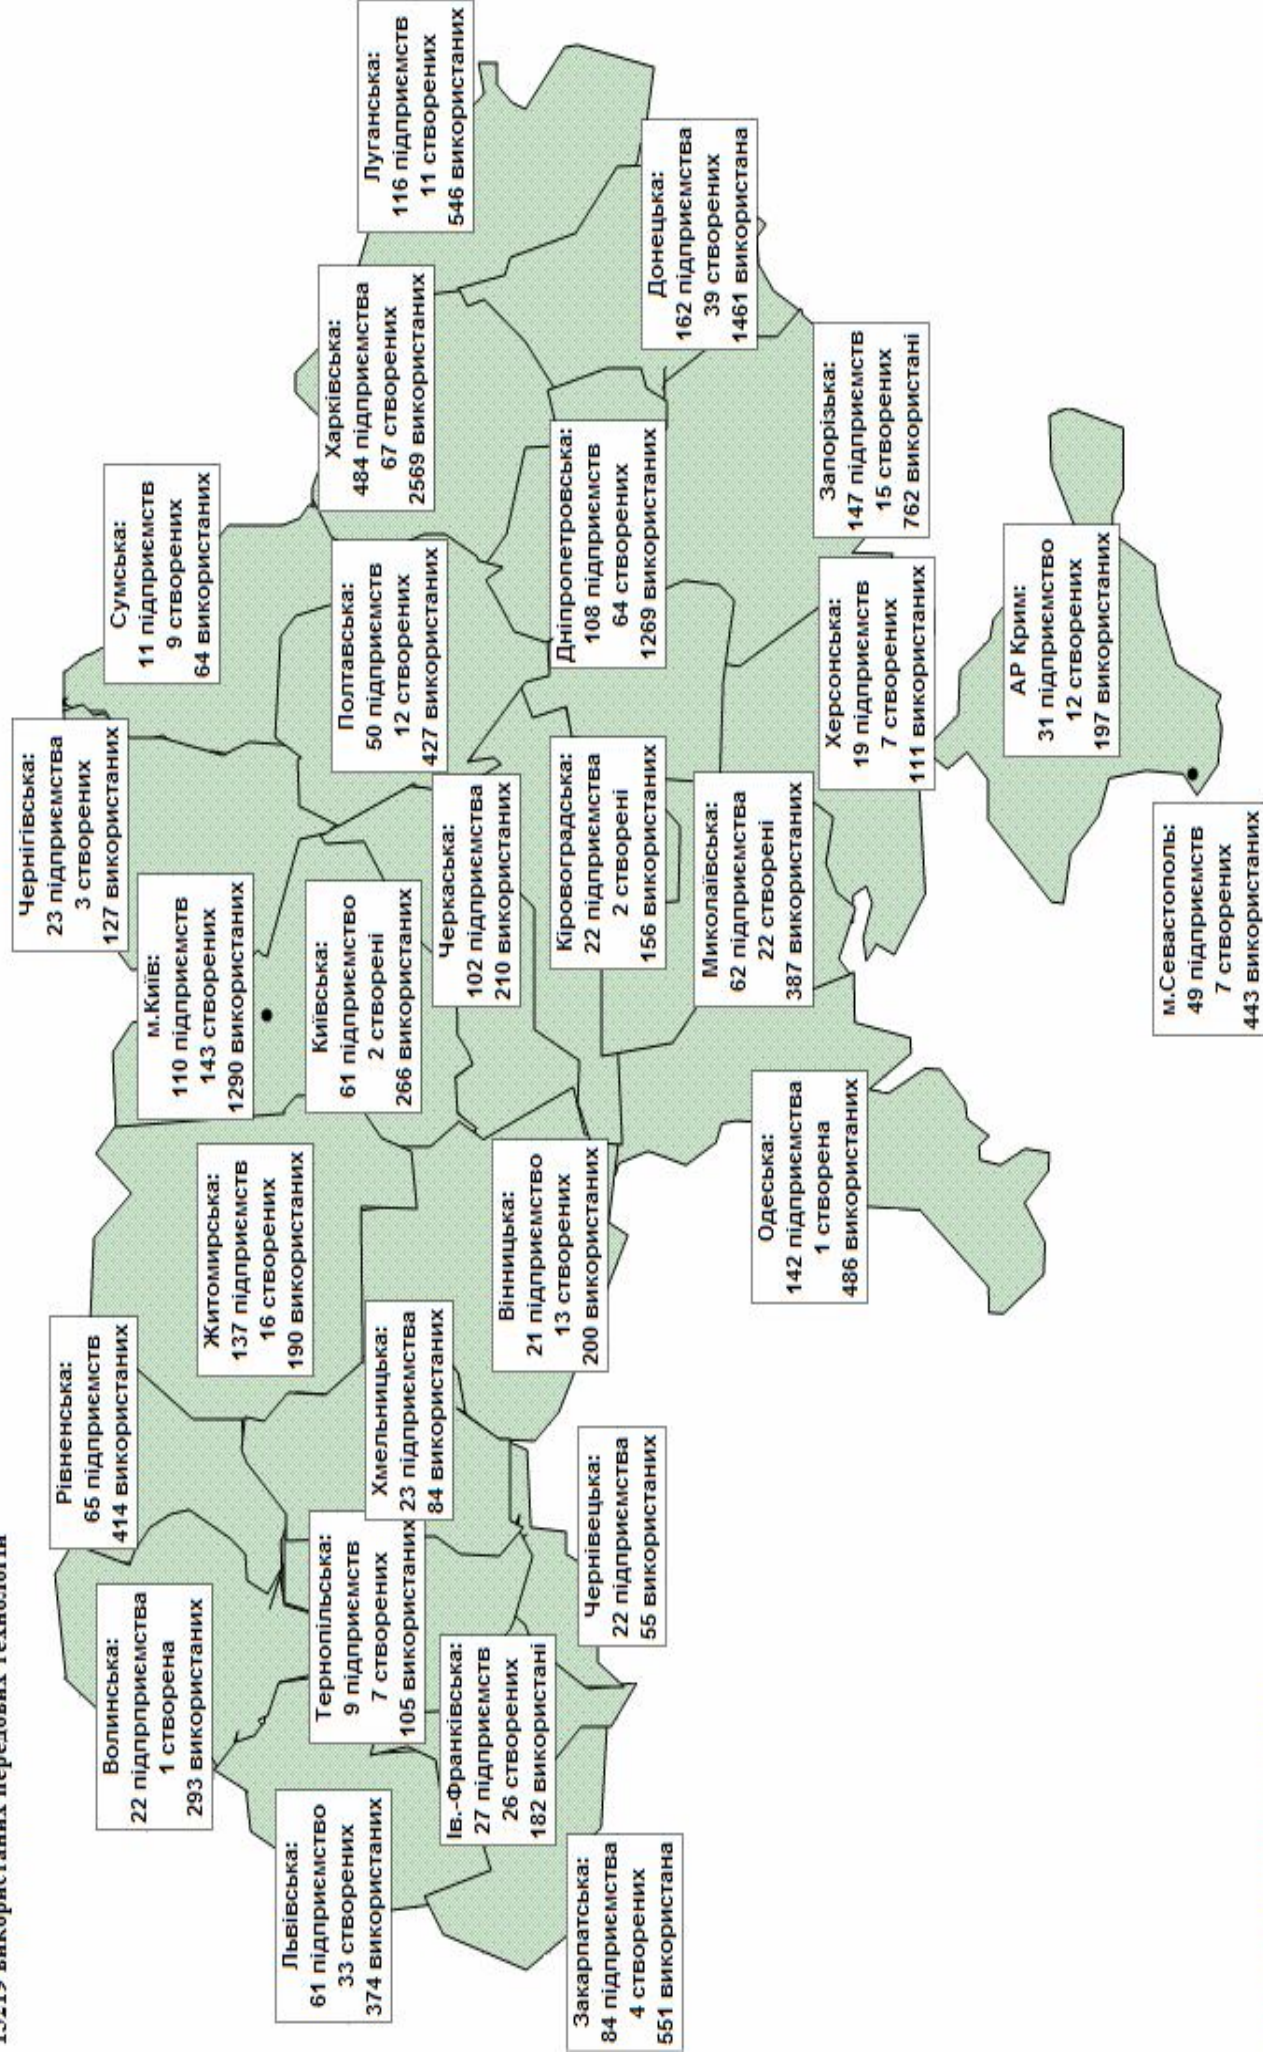 13219 використаних передових технологій
Чернігівська:
23 підприємства
3 створених
127 використаних
Рівненська:
65 підприємств
414 використаних
Волинська:
22 підпрприємства
1 створена
293 використаних
Сумська:
11 підприємств
9 створених
64 використаних
м.Київ:
110 підприємств
143 створених
1290 використаних
Житомирська:
137 підприємств
16 створених
190 використаних
Львівська:
61 підприємство
33 створених
374 використаних
Тернопільська:
9 підприємств
7 створених
105 використаних
Хмельницька:
23 підприємства
84 використаних
Київська:
61 підприємство
2 створені
266 використаних
Полтавська:
50 підприємств
12 створених
427 використаних
Харківська:
484 підприємства
67 створених
2569 використаних
Луганська:
116 підприємств
11 створених
546 використаних
Ів.-Франківська:
27 підприємств
26 створених
182 використані
Вінницька:
21 підприємство
13 створених
200 використаних
Черкаська:
102 підприємства
210 використаних
Закарпатська:
84 підприємства
4 створених
551 використана
Чернівецька:
22 підприємства
55 використаних
Кіровоградська:
22 підприємства
2 створені
156 використаних
Дніпропетровська:
108 підприємств
64 створених
1269 використаних
Донецька:
162 підприємства
39 створених
1461 використана
Одеська:
142 підприємства
1 створена
486 використаних
Миколаївська:
62 підприємства
22 створені
387 використаних
Херсонська:
19 підприємств
7 створених
111 використаних
Запорізька:
147 підприємств
15 створених
762 використані
АР Крим:
31 підприємство
12 створених
197 використаних
м.Севастополь:
49 підприємств
7 створених
443 використаних